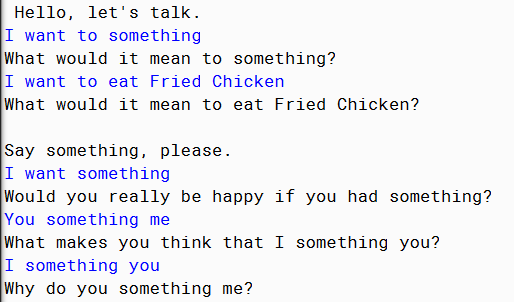 Hello, let's talk.
I want to something
What would it mean to something?
I want to eat Fried Chicken
What would it mean to eat Fried Chicken?
Say something, please.
I want something
Would you really be happy if you had something?
You something me
What makes you think that I something you?
I something you
Why do you something me?